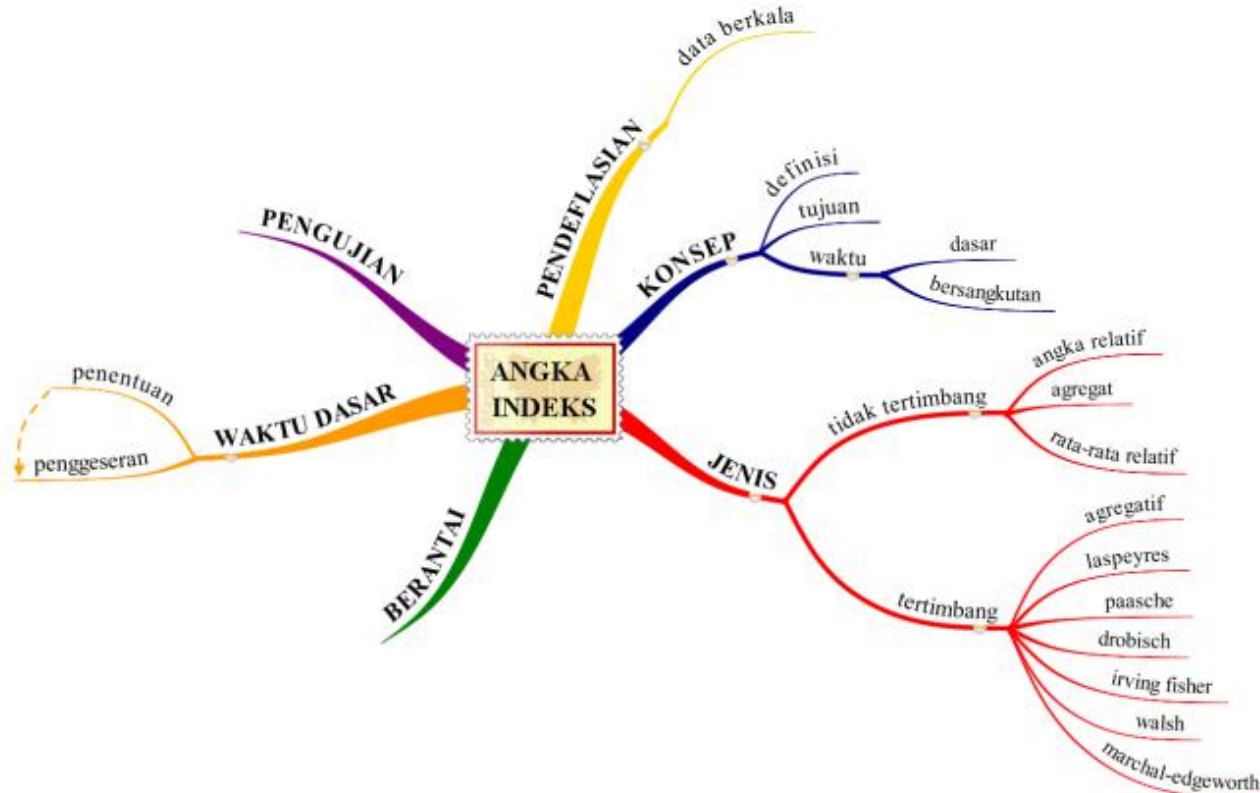 ANGKA
INDEKS
PENDEFLASIAN
data berkala
KONSEP
definisi
tujuan
waktu
dasar
bersangkutan
JENIS
tidak tertimbang
angka relatif
agregat
rata-rata relatif
tertimbang
agregatif
laspeyres
paasche
drobisch
irving fisher
walsh
marchal-edgeworth
BERANTAI
WAKTU DASAR
penentuan
penggeseran
PENGUJIAN